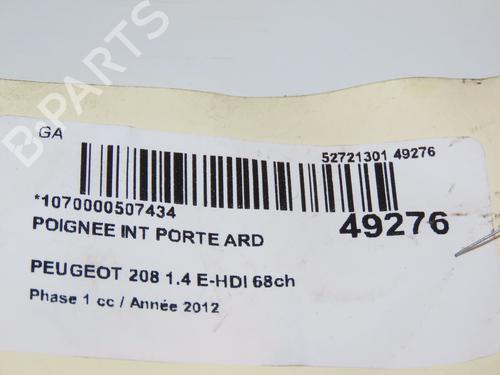 B-PARTS
GA
52721301 49276
*1070000507434
49276
POIGNEE INT PORTE ARD
PEUGEOT 208 1.4 E-HDI 68ch
Phase 1 cc / Année 2012